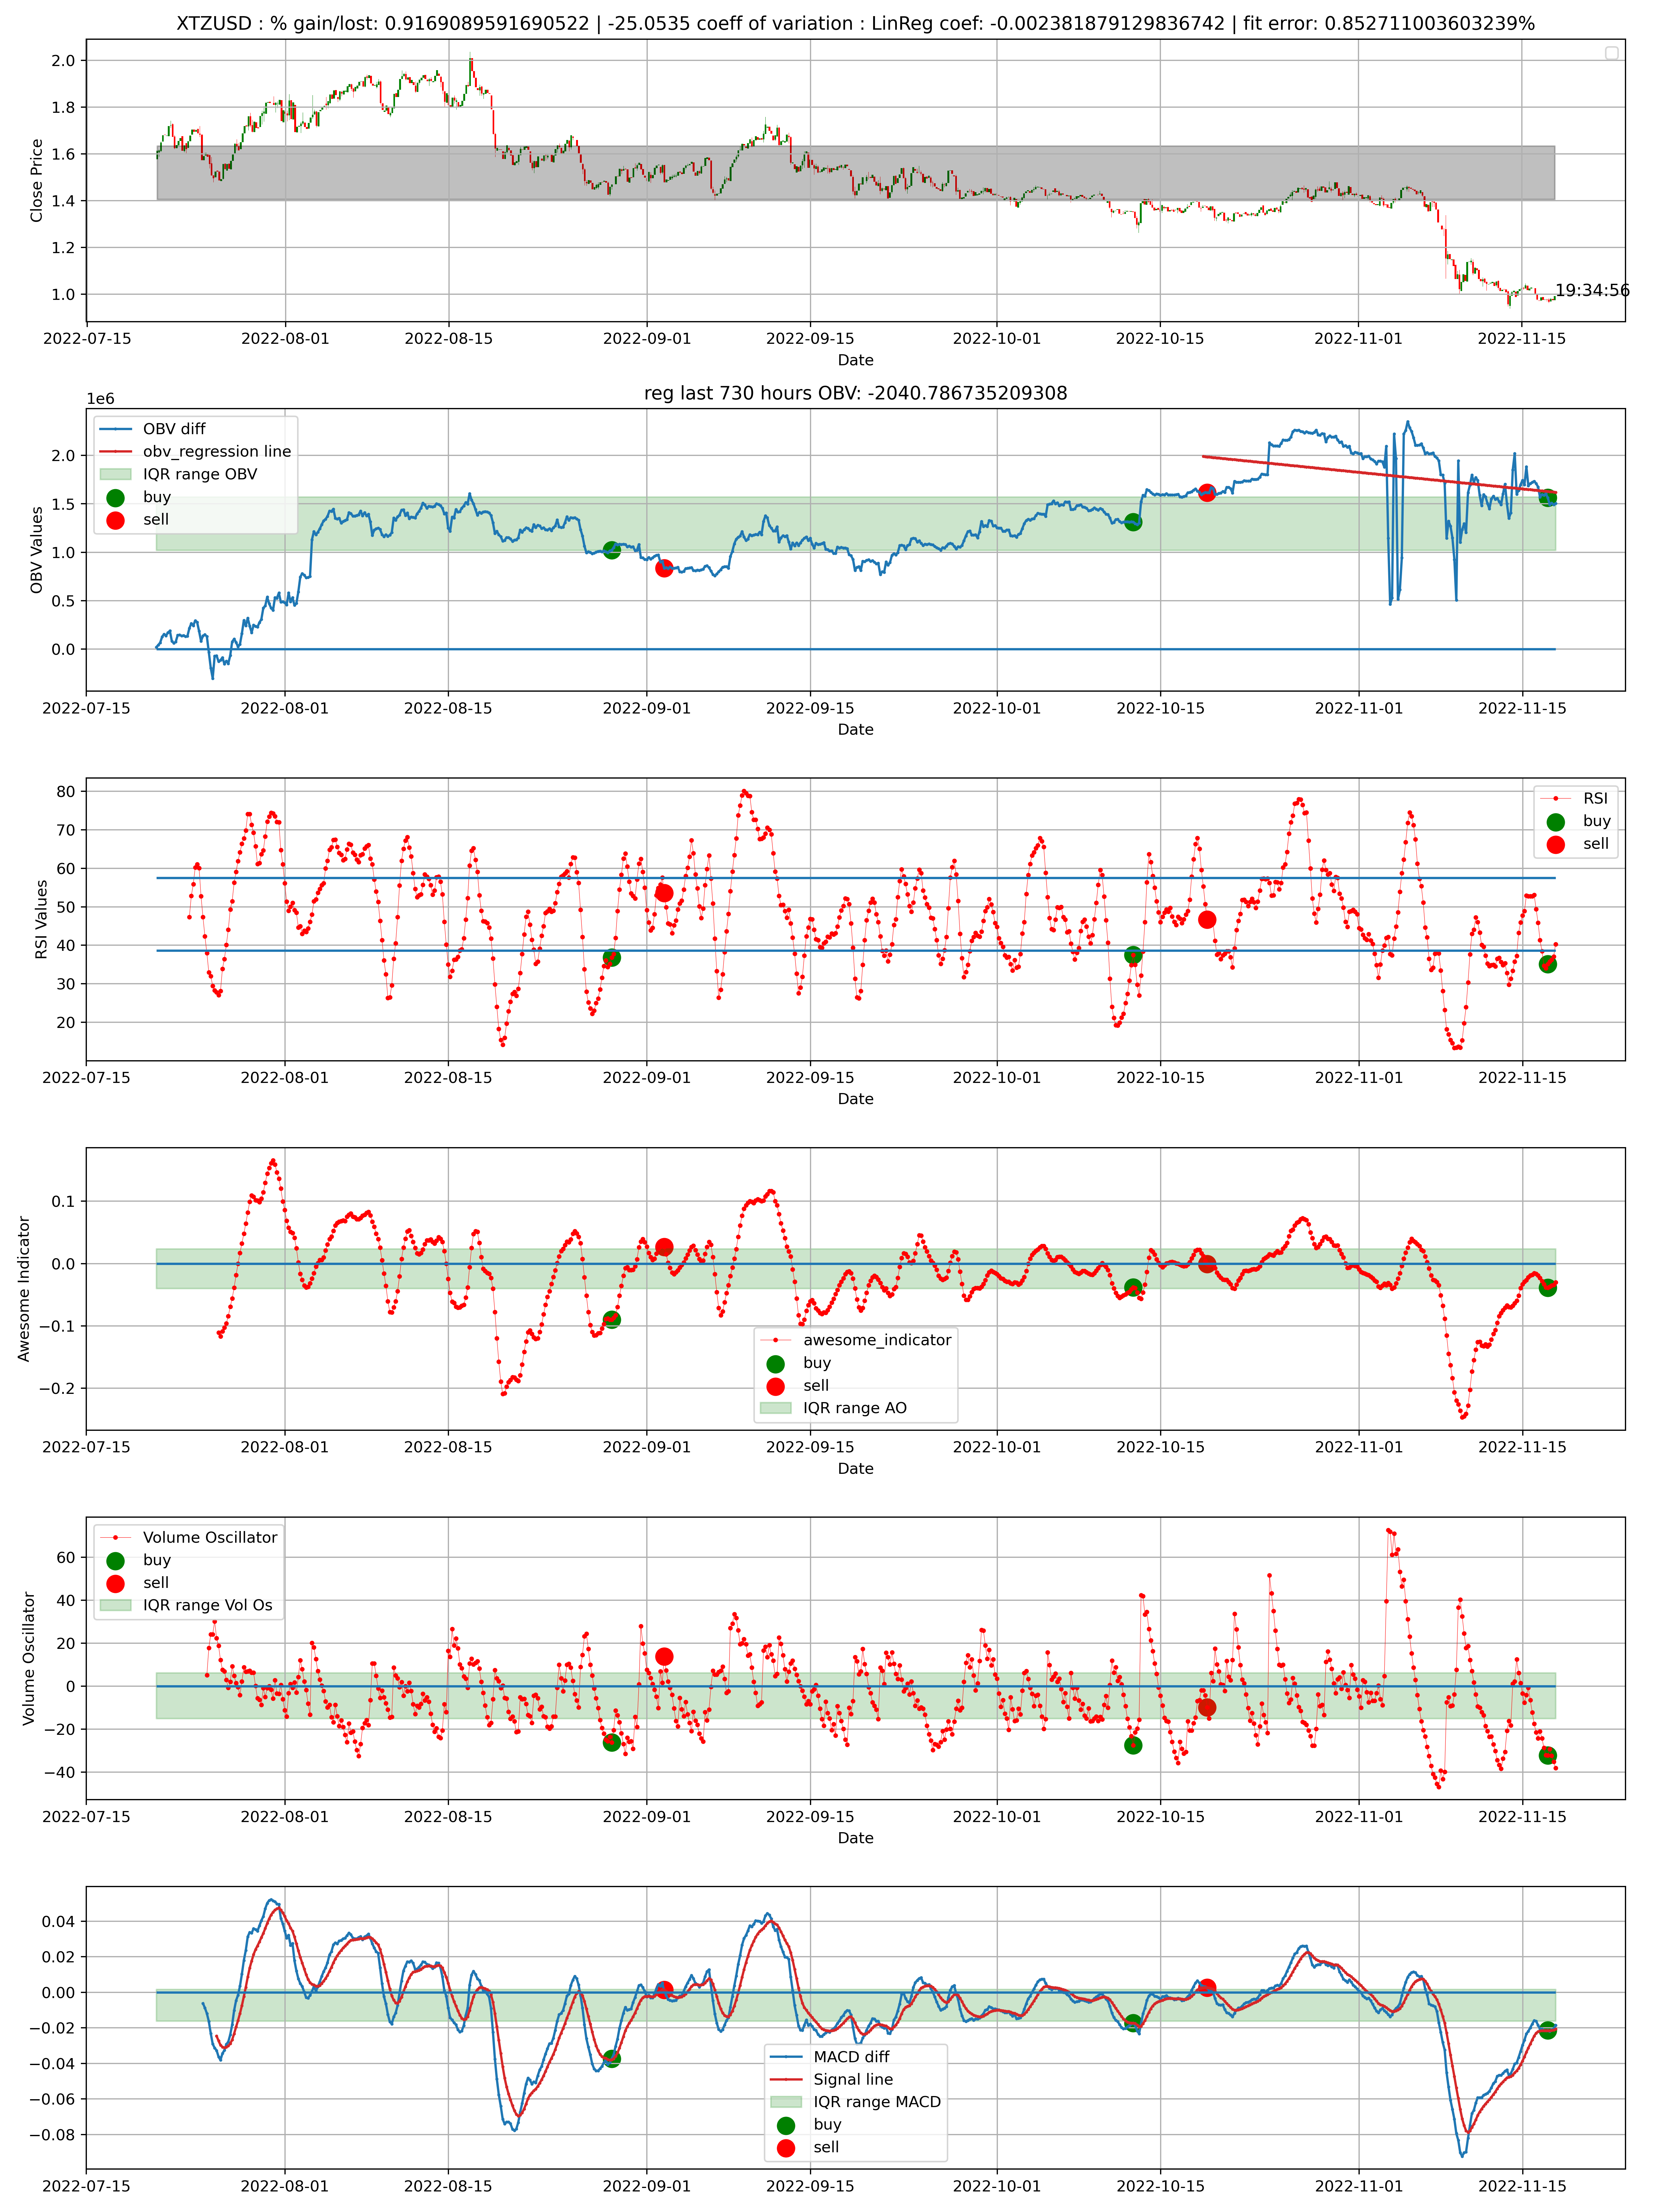 XTZUSD : % gain/lost: 0.9169089591690522 | -25.0535 coeff of variation : LinReg coef: -0.002381879129836742 | fit error: 0.852711003603239%
2.0
1.8
1.6
1.4
1.2
1.0
Close Price
19:34:56
2022-07-15 2022-08-01 2022-08-15 2022-09-01 2022-09-15 2022-10-01 2022-10-15 2022-11-01 2022-11-15
Date
reg last 730 hours OBV: -2040.786735209308
1e6
OBV diff
obv_regression line
IQR range OBV
buy
sell
2.0
1.5
1.0
0.5
0.0
OBV Values
2022-07-15 2022-08-01 2022-08-15 2022-09-01 2022-09-15 2022-10-01 2022-10-15 2022-11-01 2022-11-15
Date
80
70
60
50
40
30
20
RSI Values
RSI
buy
sell
2022-07-15 2022-08-01 2022-08-15 2022-09-01 2022-09-15 2022-10-01 2022-10-15 2022-11-01 2022-11-15
Date
0.1
0.0
−0.1
−0.2
Awesome Indicator
awesome_indicator
buy
sell
IQR range AO
2022-07-15 2022-08-01 2022-08-15 2022-09-01 2022-09-15 2022-10-01 2022-10-15 2022-11-01 2022-11-15
Date
Volume Oscillator
buy
sell
IQR range Vol Os
60
40
20
0
−20
−40
Volume Oscillator
2022-07-15 2022-08-01 2022-08-15 2022-09-01 2022-09-15 2022-10-01 2022-10-15 2022-11-01 2022-11-15
Date
0.04
0.02
0.00
−0.02
−0.04
−0.06
−0.08
MACD diff
Signal line
IQR range MACD
buy
sell
2022-07-15 2022-08-01 2022-08-15 2022-09-01 2022-09-15 2022-10-01 2022-10-15 2022-11-01 2022-11-15